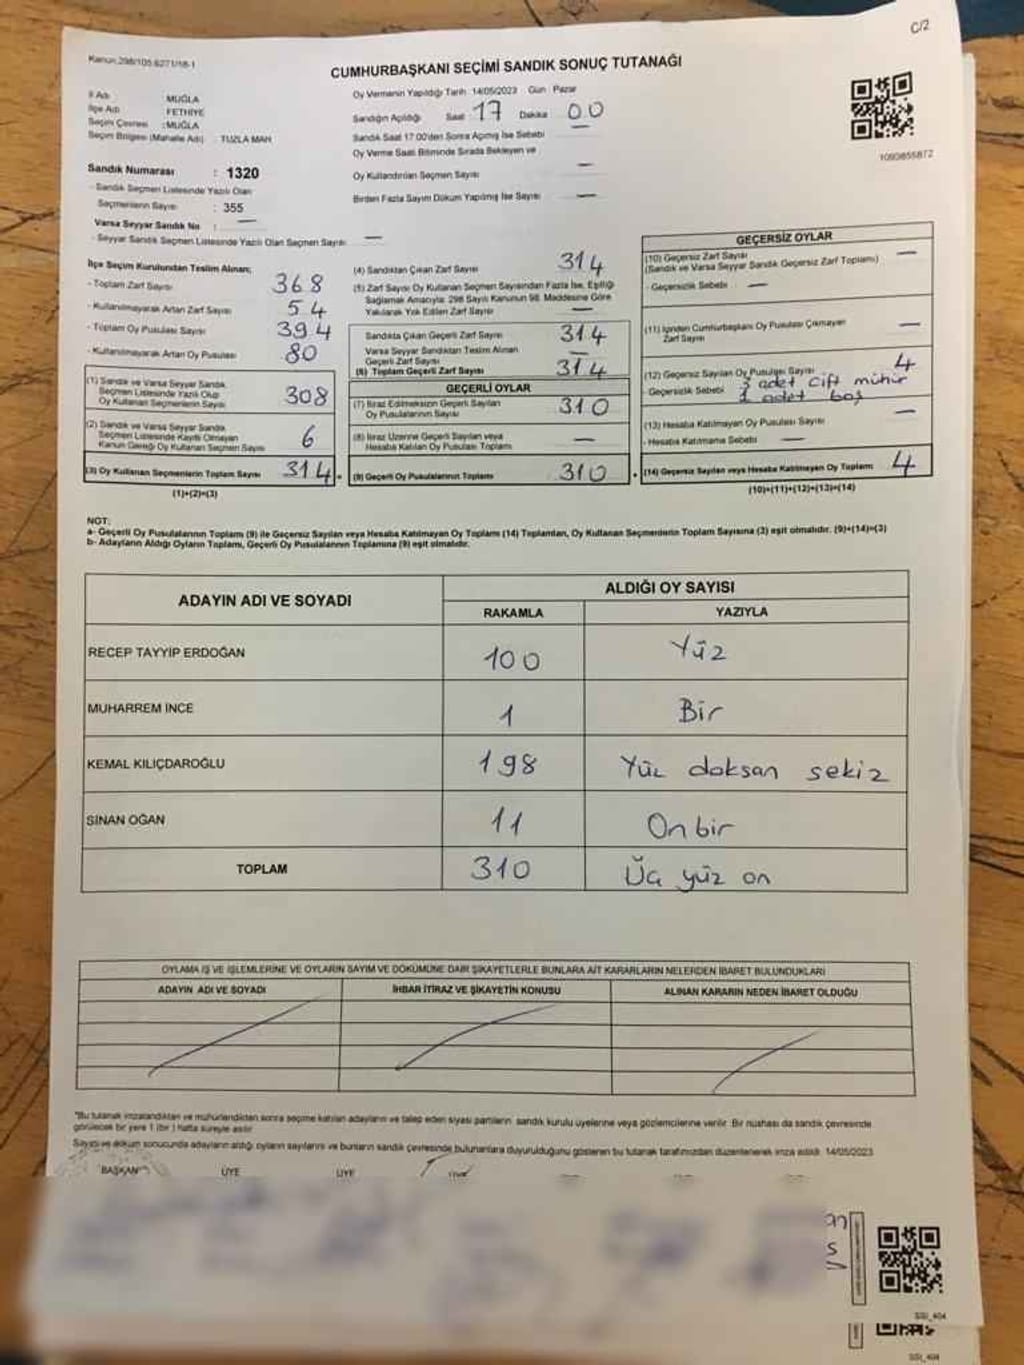 C/2
Kanun,298/105.6271/18-1
CUMHURBAŞKANI SEÇİMİ SANDIK SONUÇ TUTANAĞI
İl Adı : MUĞLA
İlçe Adı : FETHİYE
Seçim Çevresi : MUĞLA
Seçim Bölgesi (Mahalle Adı) : TUZLA MAH
Sandık Numarası : 1320
- Sandık Seçmen Listesinde Yazılı Olan
Seçmenlerin Sayısı : 355
Varsa Seyyar Sandık No : —
- Seyyar Sandık Seçmen Listesinde Yazılı Olan Seçmen Sayısı —
Oy Vermenin Yapıldığı Tarih 14/05/2023 Gün Pazar
Sandığın Açıldığı Saat 17 Dakika 00
Sandık Saat 17:00'den Sonra Açmış İse Sebebi —
Oy Verme Saati Bitiminde Sırada Bekleyen ve
Oy Kullandırılan Seçmen Sayısı —
Birden Fazla Sayım Döküm Yapılmış İse Sayısı —
1093855872
İlçe Seçim Kurulundan Teslim Alınan;
- Toplam Zarf Sayısı 368
- Kullanılmayarak Artan Zarf Sayısı 54
- Toplam Oy Pusulası Sayısı 394
- Kullanılmayarak Artan Oy Pusulası 80
(1) Sandık ve Varsa Seyyar Sandık
Seçmen Listesinde Yazılı Olup
Oy Kullanan Seçmenlerin Sayısı 308
(2) Sandık ve Varsa Seyyar Sandık
Seçmen Listesinde Kayıtlı Olmayan
Kanun Gereği Oy Kullanan Seçmen Sayısı 6
(3) Oy Kullanan Seçmenlerin Toplam Sayısı 314
(1)+(2)=(3)
(4) Sandıktan Çıkan Zarf Sayısı 314
(5) Zarf Sayısı Oy Kullanan Seçmen Sayısından Fazla İse, Eşitliği
Sağlamak Amacıyla 298 Sayılı Kanunun 98. Maddesine Göre
Yakılarak Yok Edilen Zarf Sayısı —
Sandıkta Çıkan Geçerli Zarf Sayısı 314
Varsa Seyyar Sandıktan Teslim Alınan
Geçerli Zarf Sayısı —
(6) Toplam Geçerli Zarf Sayısı 314
GEÇERLİ OYLAR
(7) İtiraz Edilmeksizin Geçerli Sayılan
Oy Pusulalarının Sayısı 310
(8) İtiraz Üzerine Geçerli Sayılan veya
Hesaba Katılan Oy Pusulası Toplamı —
(9) Geçerli Oy Pusulalarının Toplamı 310
GEÇERSİZ OYLAR
(10) Geçersiz Zarf Sayısı —
(Sandık ve Varsa Seyyar Sandık Geçersiz Zarf Toplamı)
- Geçersizlik Sebebi —
(11) İçinden Cumhurbaşkanı Oy Pusulası Çıkmayan
Zarf Sayısı —
(12) Geçersiz Sayılan Oy Pusulası Sayısı 4
- Geçersizlik Sebebi 3 adet Çift mühür
1 adet boş
(13) Hesaba Katılmayan Oy Pusulası Sayısı —
- Hesaba Katılmama Sebebi —
(14) Geçersiz Sayılan veya Hesaba Katılmayan Oy Toplamı 4
(10)+(11)+(12)+(13)=(14)
NOT:
a- Geçerli Oy Pusulalarının Toplamı (9) ile Geçersiz Sayılan veya Hesaba Katılmayan Oy Toplamı (14) Toplamları, Oy Kullanan Seçmenlerin Toplam Sayısına (3) eşit olmalıdır. (9)+(14)=(3)
b- Adayların Aldığı Oyların Toplamı, Geçerli Oy Pusulalarının Toplamına (9) eşit olmalıdır.
ADAYIN ADI VE SOYADI
ALDIĞI OY SAYISI
RAKAMLA YAZIYLA
RECEP TAYYİP ERDOĞAN 100 Yüz
MUHARREM İNCE 1 Bir
KEMAL KILIÇDAROĞLU 198 Yüz doksan sekiz
SİNAN OĞAN 11 Onbir
TOPLAM 310 Üç yüz on
OYLAMA İŞ VE İŞLEMLERİNE VE OYLARIN SAYIM VE DÖKÜMÜNE DAİR ŞİKAYETLERLE BUNLARA AİT KARARLARIN NELERDEN İBARET BULUNDUKLARI
ADAYIN ADI VE SOYADI İHBAR İTİRAZ VE ŞİKAYETİN KONUSU ALINAN KARARIN NEDEN İBARET OLDUĞU
"Bu tutanak imzalandıktan ve mühürlendikten sonra seçime katılan adayların ve talep eden siyasi partilerin sandık kurulu üyelerine veya gözlemcilerine verilir. Bir nüshası da sandık çevresinde
görülecek bir yere 1 (bir) hafta süreyle asılır
Sayım ve döküm sonucunda adayların aldığı oyların sayılarını ve bunların sandık çevresinde bulunanlara duyurulduğunu gösteren bu tutanak tarafımızdan düzenlenerek imza edildi. 14/05/2023
BAŞKAN ÜYE ÜYE
SSI_404
SSI_404